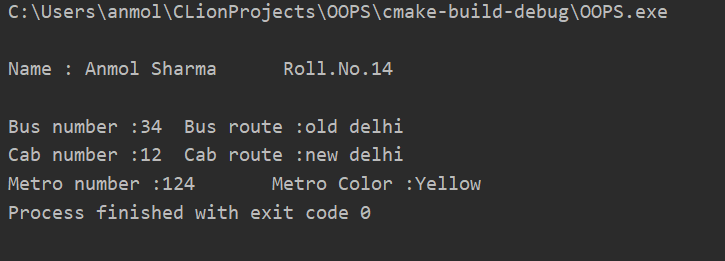 C:\Users\anmol\CLionProjects\OOPS\cmake-build-debug\OOPS.exe
Name : Anmol Sharma      Roll.No.14
Bus number :34  Bus route :old delhi
Cab number :12  Cab route :new delhi
Metro number :124       Metro Color :Yellow
Process finished with exit code 0